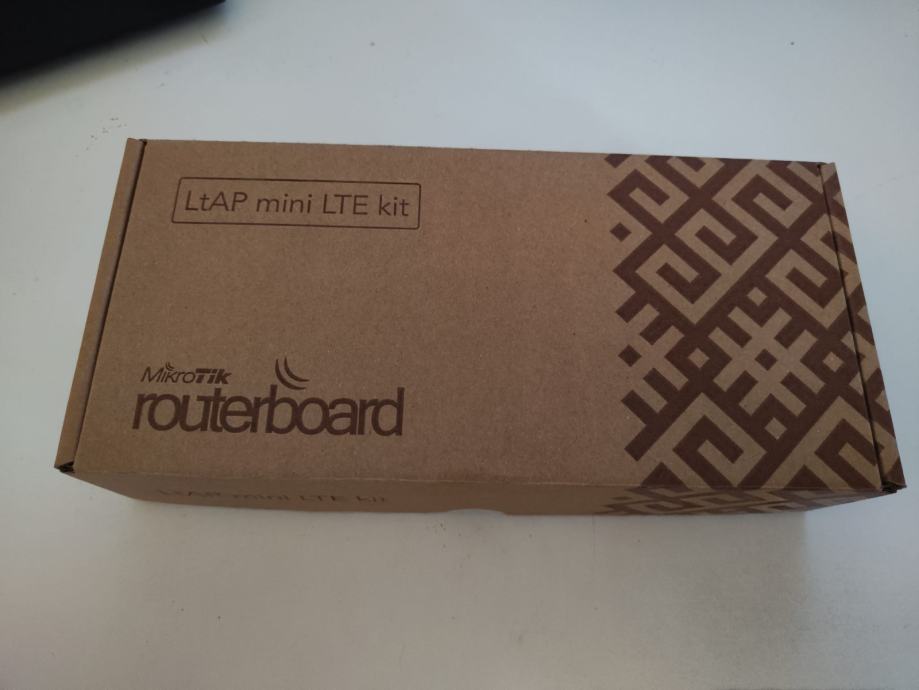 LtAP mini LTE kit
MikroTik
routerboard
LtAP mini LTE kit